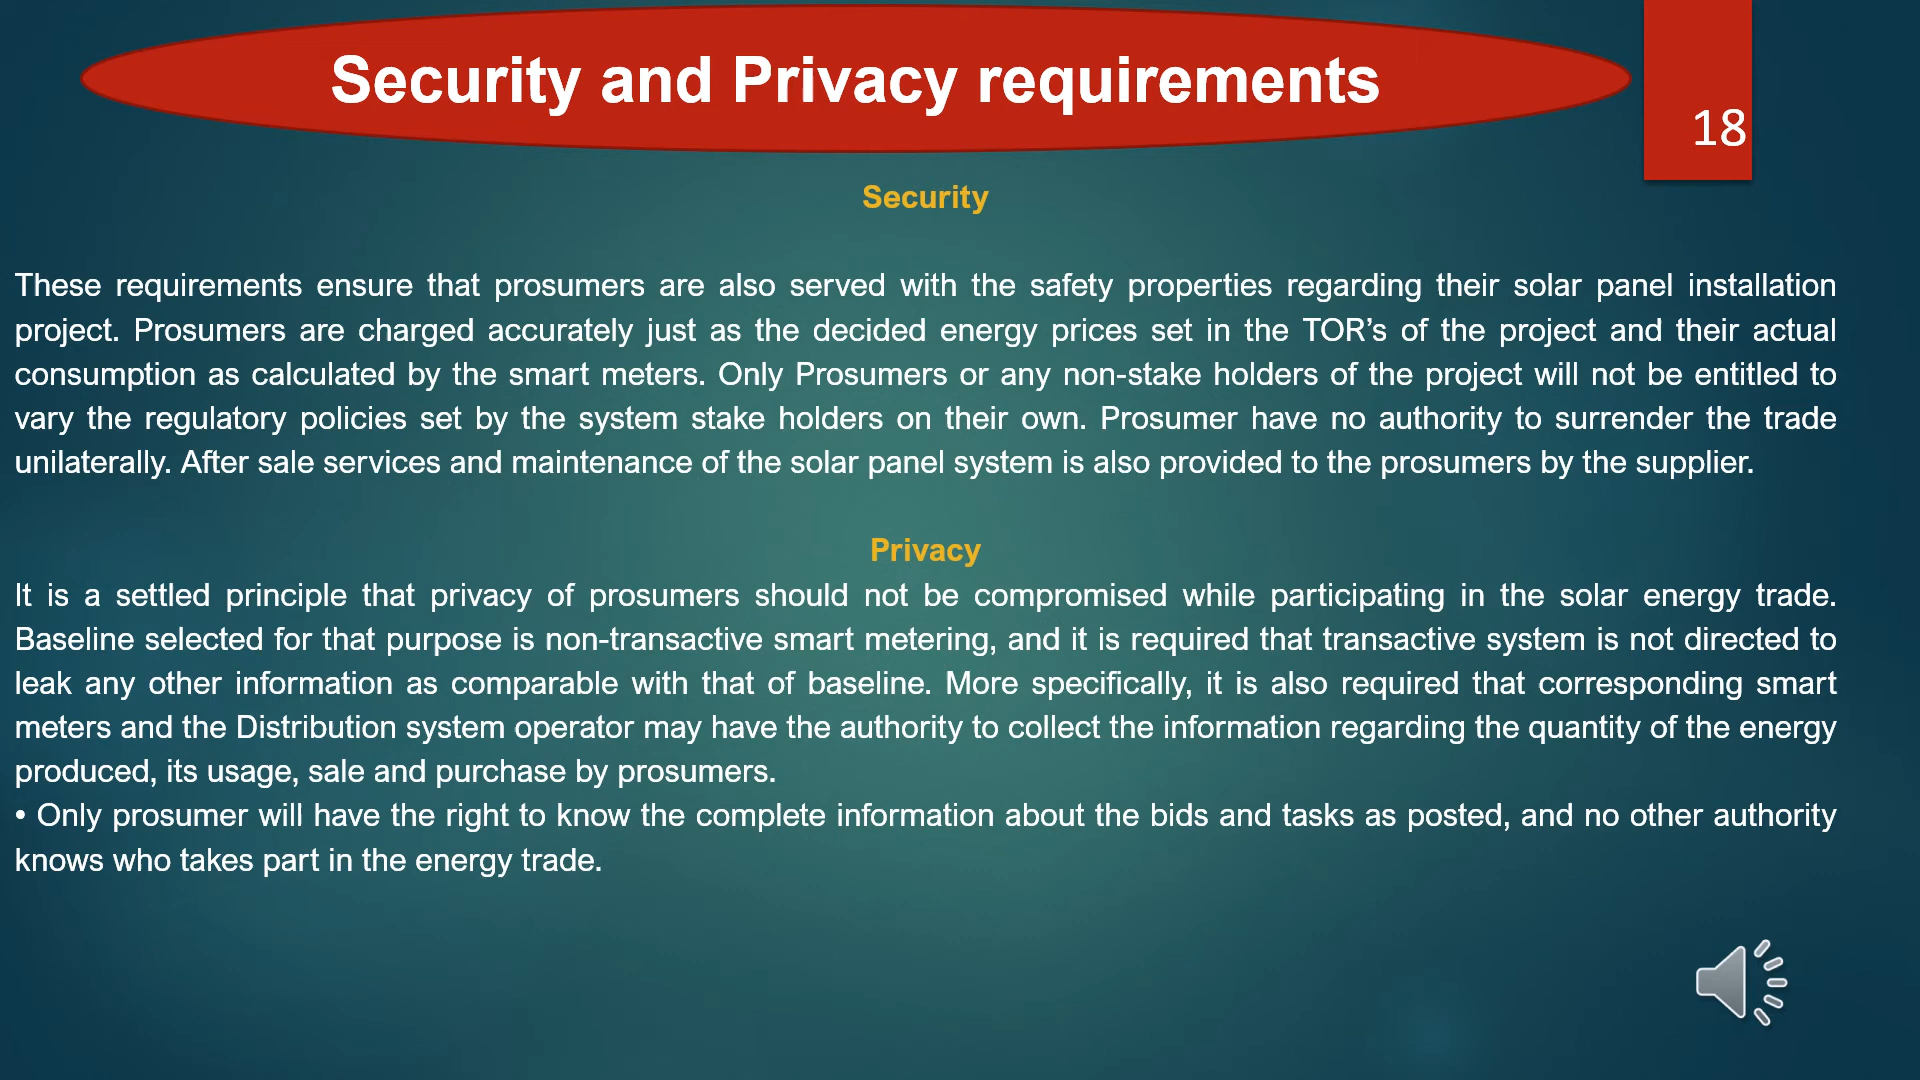 Security and Privacy requirements
18
Security
These requirements ensure that prosumers are also served with the safety properties regarding their solar panel installation
project. Prosumers are charged accurately just as the decided energy prices set in the TOR’s of the project and their actual
consumption as calculated by the smart meters. Only Prosumers or any non-stake holders of the project will not be entitled to
vary the regulatory policies set by the system stake holders on their own. Prosumer have no authority to surrender the trade
unilaterally. After sale services and maintenance of the solar panel system is also provided to the prosumers by the supplier.
Privacy
It is a settled principle that privacy of prosumers should not be compromised while participating in the solar energy trade.
Baseline selected for that purpose is non-transactive smart metering, and it is required that transactive system is not directed to
leak any other information as comparable with that of baseline. More specifically, it is also required that corresponding smart
meters and the Distribution system operator may have the authority to collect the information regarding the quantity of the energy
produced, its usage, sale and purchase by prosumers.
• Only prosumer will have the right to know the complete information about the bids and tasks as posted, and no other authority
knows who takes part in the energy trade.